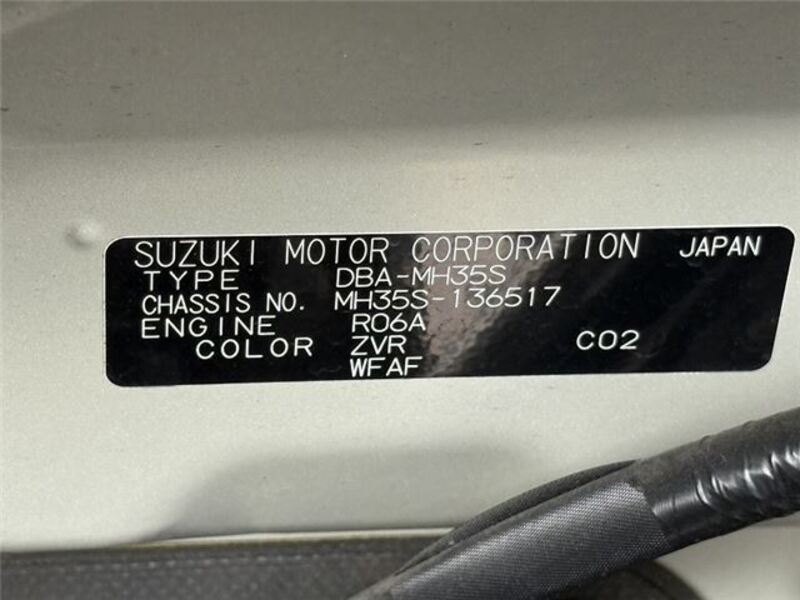 SUZUKI MOTOR CORPORATION JAPAN
TYPE DBA-MH35S
CHASSIS NO. MH35S-136517
ENGINE R06A
COLOR ZVR C02
WFAF